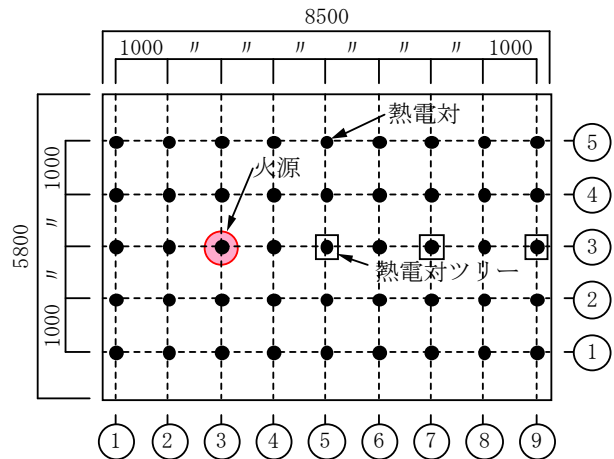 8500
1000 〃 〃 〃 〃 〃 〃 1000
熱電対
火源
熱電対ツリー
5800
1000
〃
〃
1000
⑤
④
③
②
①
① ② ③ ④ ⑤ ⑥ ⑦ ⑧ ⑨